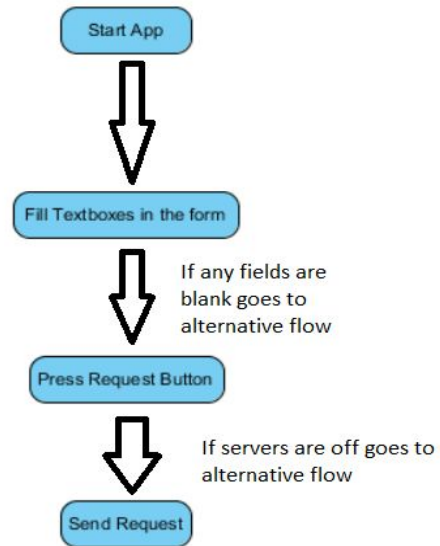 Start App
Fill Textboxes in the form
If any fields are
blank goes to
alternative flow
Press Request Button
If servers are off goes to
alternative flow
Send Request